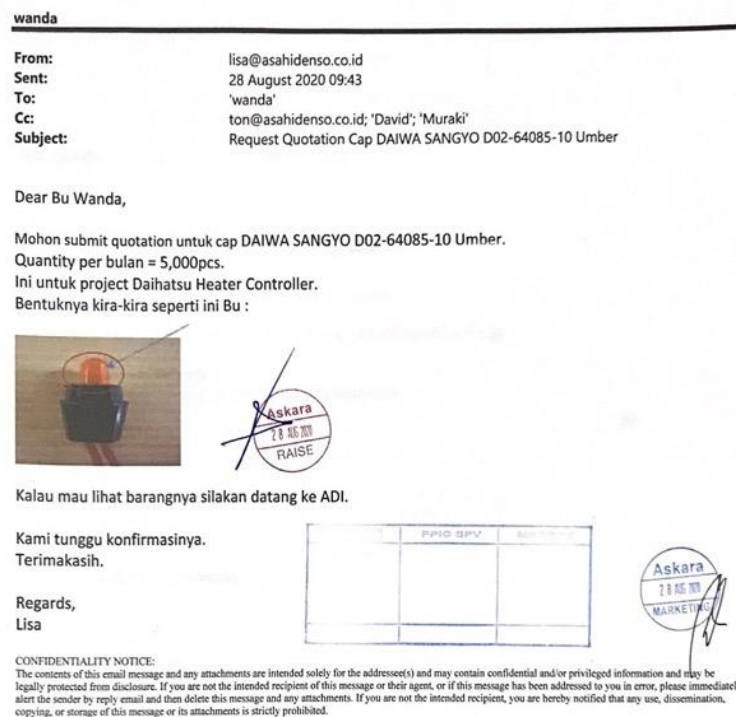 wanda
From: lisa@asahidenso.co.id
Sent: 28 August 2020 09:43
To: 'wanda'
Cc: ton@asahidenso.co.id; 'David'; 'Muraki'
Subject: Request Quotation Cap DAIWA SANGYO D02-64085-10 Umber
Dear Bu Wanda,
Mohon submit quotation untuk cap DAIWA SANGYO D02-64085-10 Umber.
Quantity per bulan = 5,000pcs.
Ini untuk project Daihatsu Heater Controller.
Bentuknya kira-kira seperti ini Bu :
Askara
28 AUG 2020
RAISE
Kalau mau lihat barangnya silakan datang ke ADI.
Kami tunggu konfirmasinya.
Terimakasih.
PPIC SPV
Askara
28 AUG
MARKETING
Regards,
Lisa
CONFIDENTIALITY NOTICE:
The contents of this email message and any attachments are intended solely for the addressee(s) and may contain confidential and/or privileged information and may be
legally protected from disclosure. If you are not the intended recipient of this message or their agent, or if this message has been addressed to you in error, please immediatel
alert the sender by reply email and then delete this message and any attachments. If you are not the intended recipient, you are hereby notified that any use, dissemination,
copying, or storage of this message or its attachments is strictly prohibited.